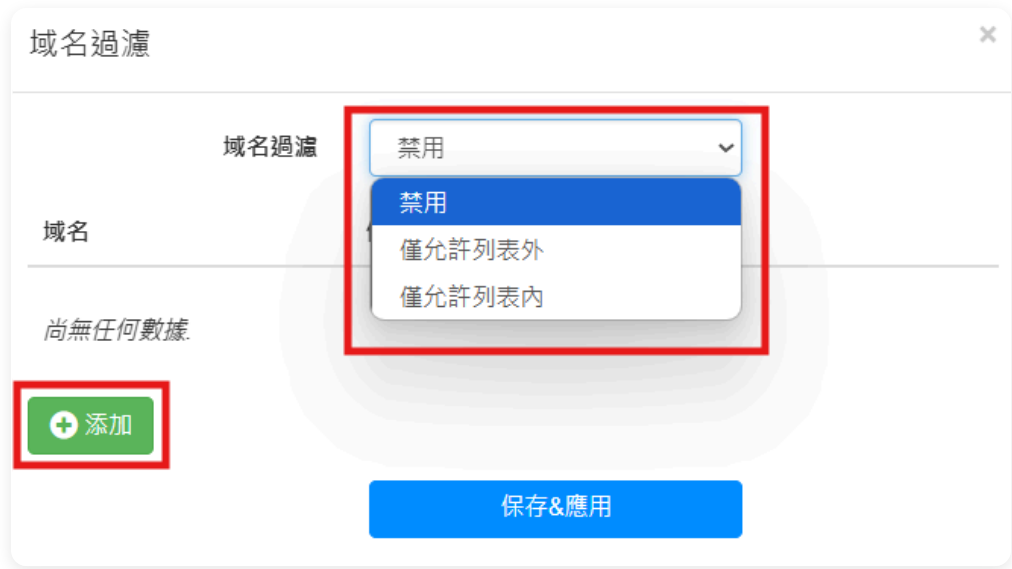 域名過濾
×
域名過濾
禁用
禁用
域名
僅允許列表外
僅允許列表內
尚無任何數據.
添加
保存&應用